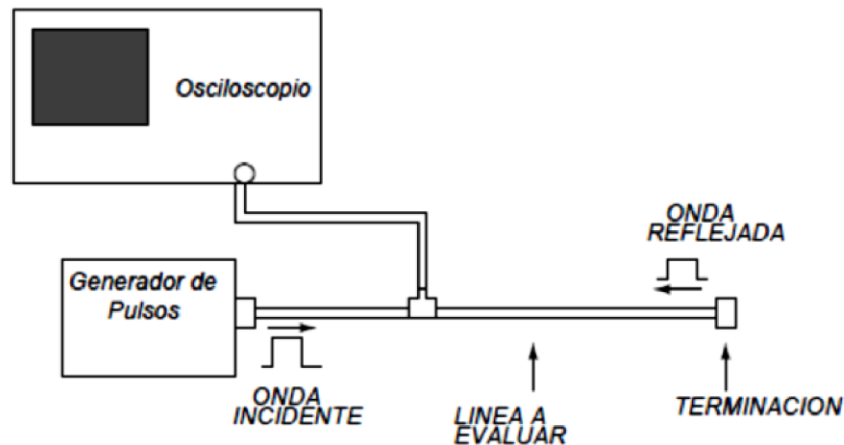 Osciloscopio
ONDA
REFLEJADA
Generador de
Pulsos
ONDA
INCIDENTE
LINEA A
EVALUAR
TERMINACION